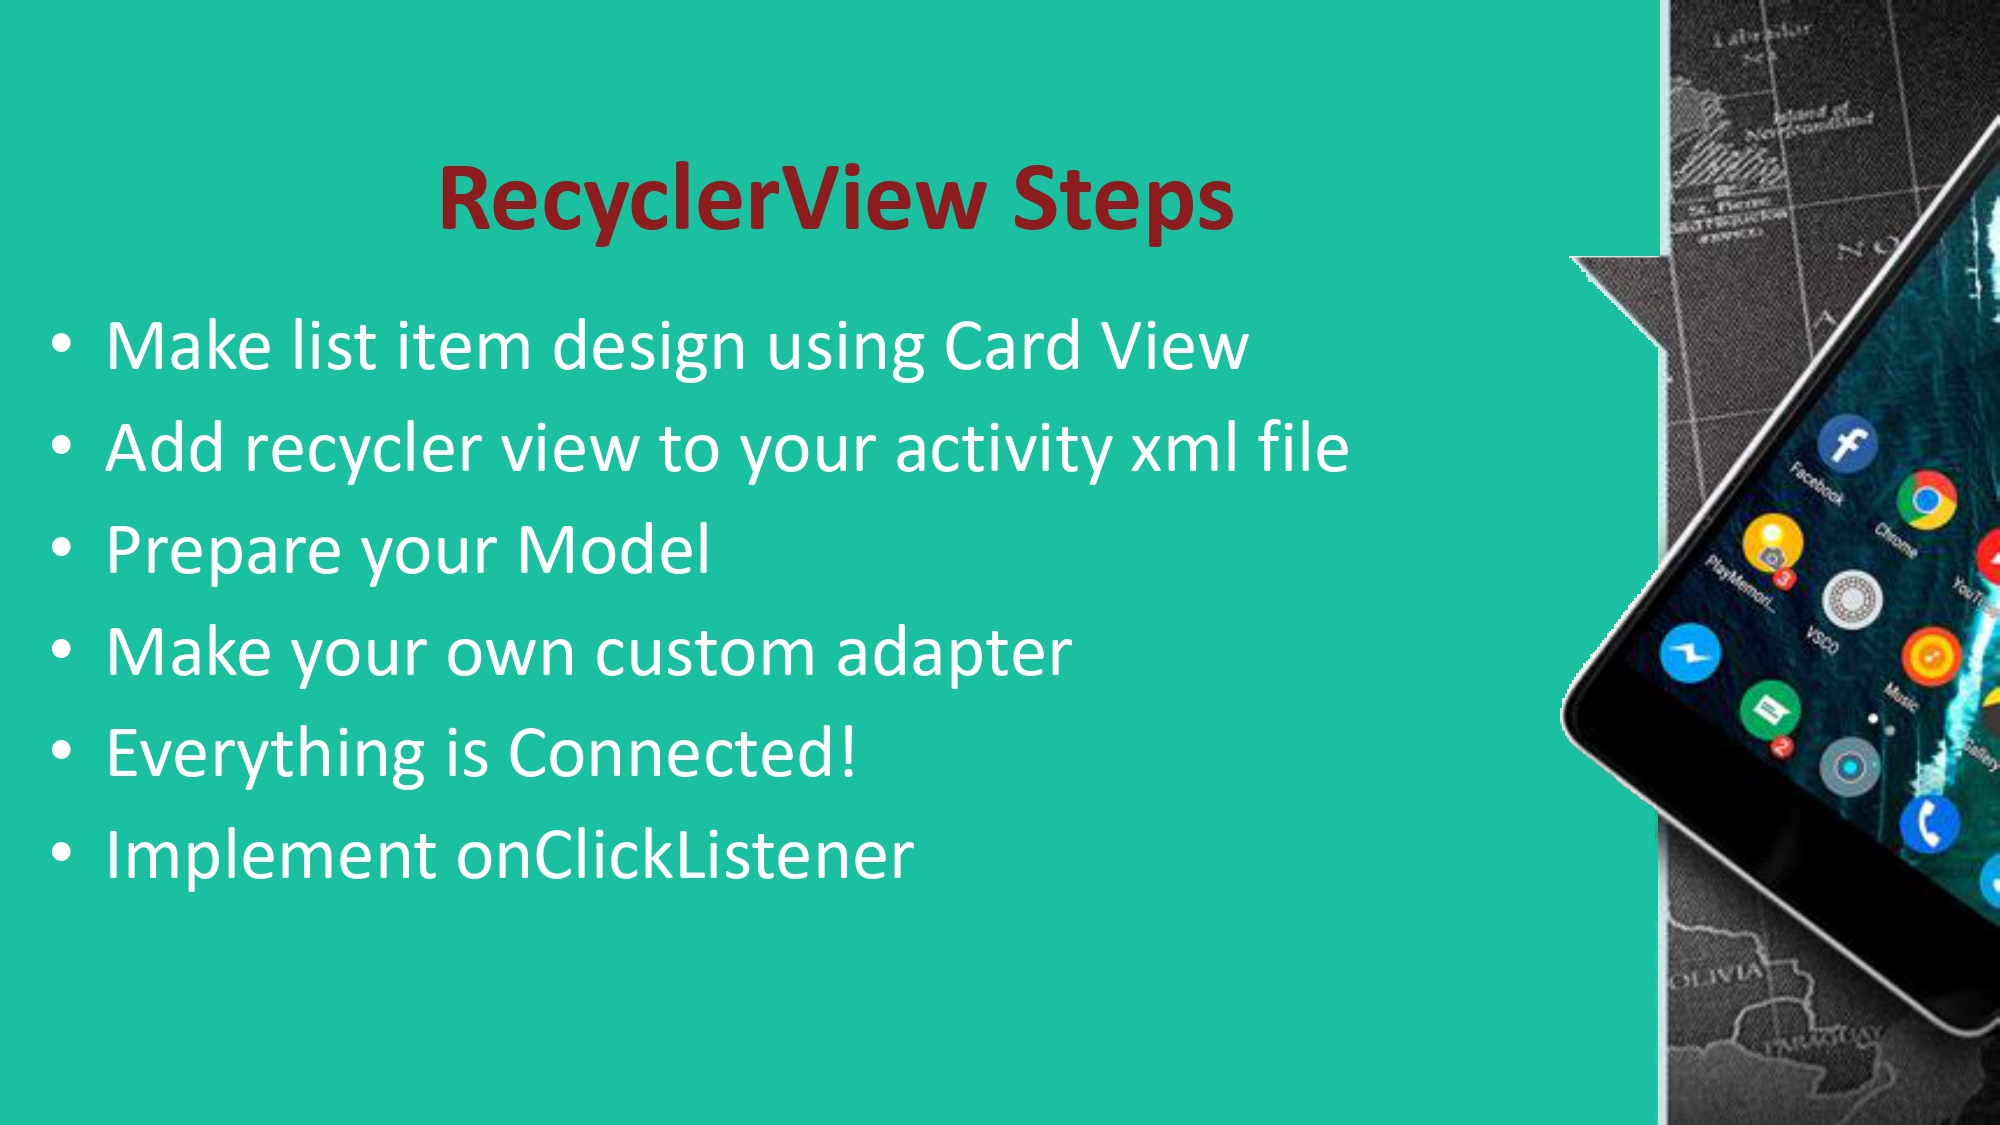 RecyclerView Steps
• Make list item design using Card View
• Add recycler view to your activity xml file
• Prepare your Model
• Make your own custom adapter
• Everything is Connected!
• Implement onClickListener
Labrador
Island of
Newfoundland
St. Pierre
Facebook
Chrome
PlayMemori...
3
VSCO
Music
2
Gallery
OLIVIA
PARAGUAY